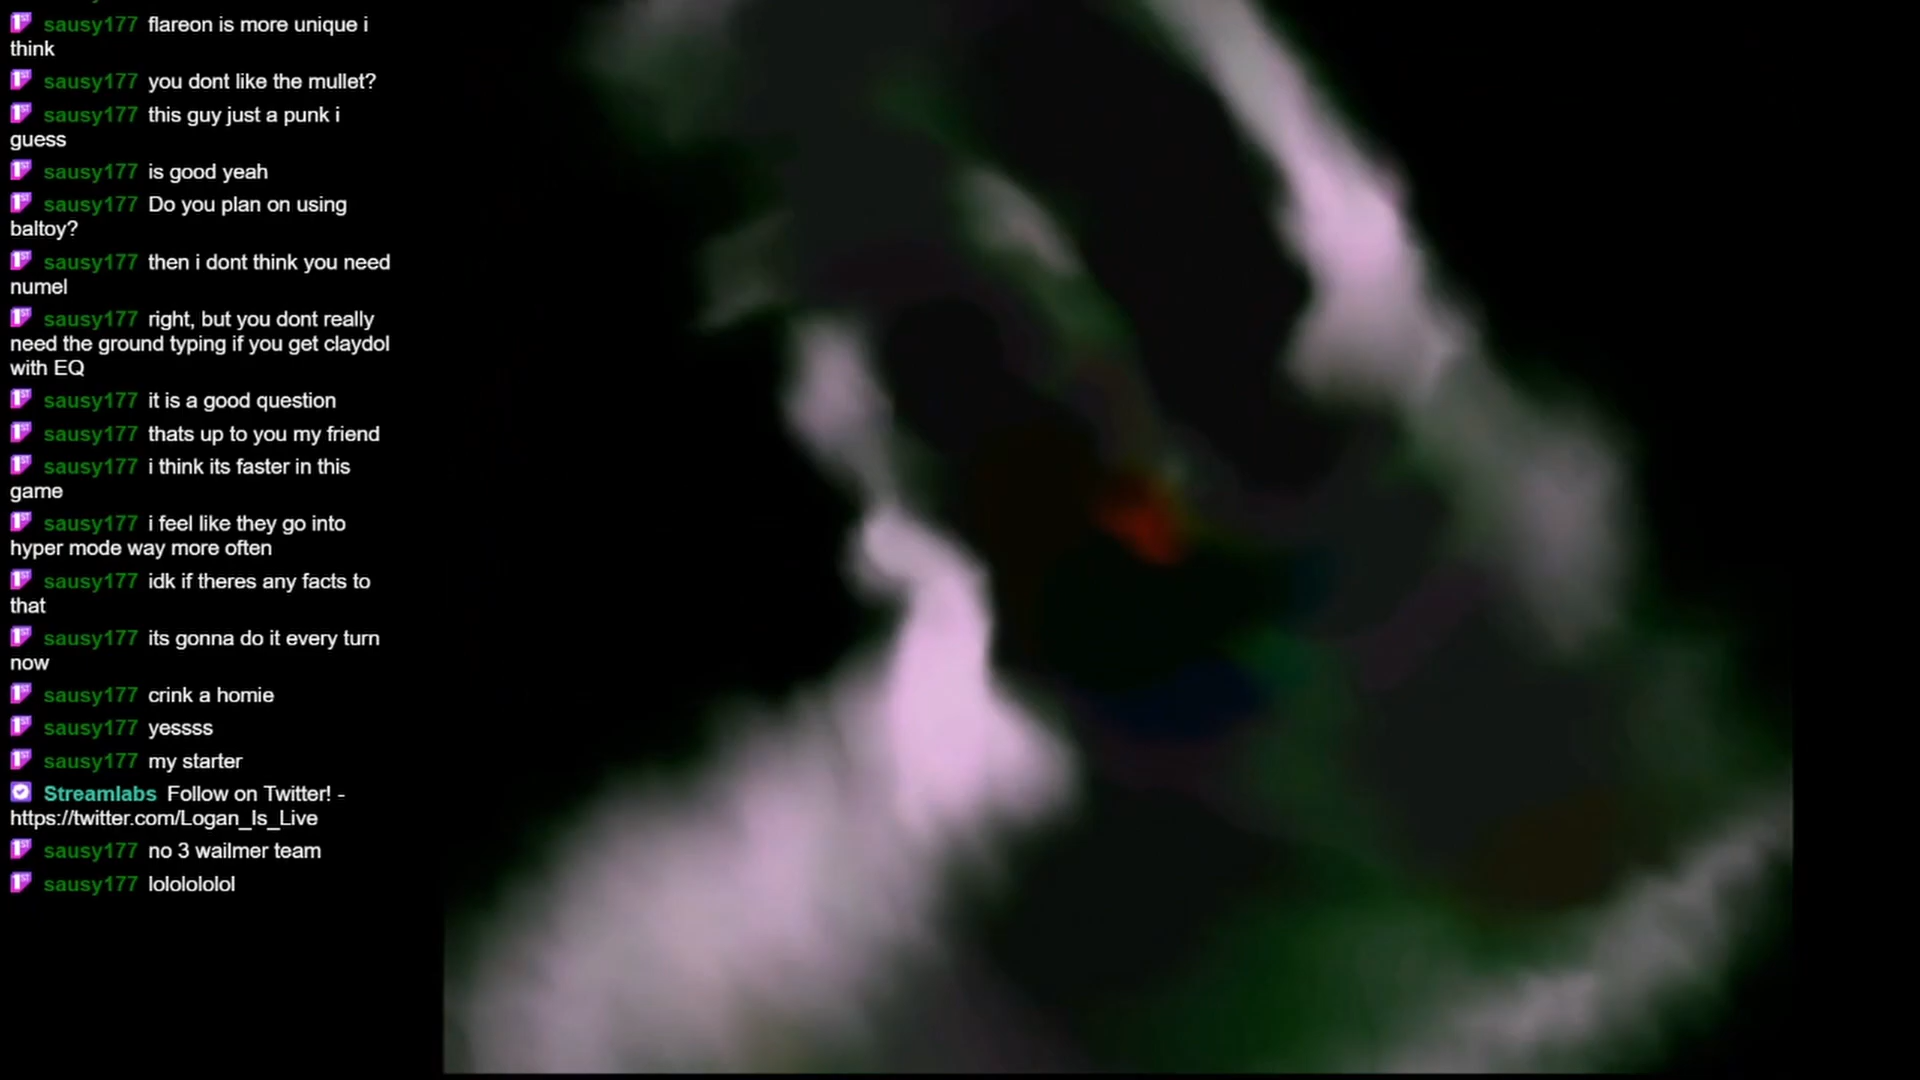 sausy177 flareon is more unique i
think
sausy177 you dont like the mullet?
sausy177 this guy just a punk i
guess
sausy177 is good yeah
sausy177 Do you plan on using
baltoy?
sausy177 then i dont think you need
numel
sausy177 right, but you dont really
need the ground typing if you get claydol
with EQ
sausy177 it is a good question
sausy177 thats up to you my friend
sausy177 i think its faster in this
game
sausy177 i feel like they go into
hyper mode way more often
sausy177 idk if theres any facts to
that
sausy177 its gonna do it every turn
now
sausy177 crink a homie
sausy177 yessss
sausy177 my starter
Streamlabs Follow on Twitter! -
https://twitter.com/Logan_Is_Live
sausy177 no 3 wailmer team
sausy177 lolololololol